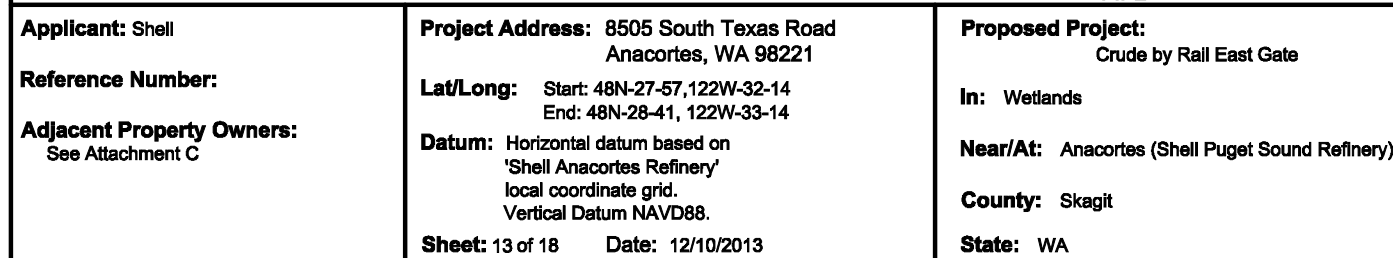 Applicant: Shell
Reference Number:
Adjacent Property Owners:
See Attachment C
Project Address: 8505 South Texas Road
Anacortes, WA 98221
Lat/Long: Start: 48N-27-57,122W-32-14
End: 48N-28-41, 122W-33-14
Datum: Horizontal datum based on
'Shell Anacortes Refinery'
local coordinate grid.
Vertical Datum NAVD88.
Sheet: 13 of 18 Date: 12/10/2013
Proposed Project:
Crude by Rail East Gate
In: Wetlands
Near/At: Anacortes (Shell Puget Sound Refinery)
County: Skagit
State: WA